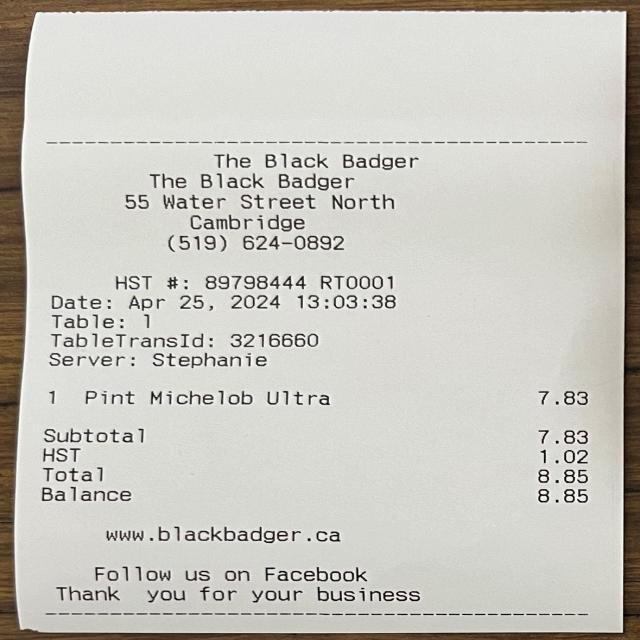 The Black Badger
The Black Badger
55 Water Street North
Cambridge
(519) 624-0892
HST #: 89798444 RT0001
Date: Apr 25, 2024 13:03:38
Table: 1
TableTransId: 3216660
Server: Stephanie
1 Pint Michelob Ultra 7.83
Subtotal 7.83
HST 1.02
Total 8.85
Balance 8.85
www.blackbadger.ca
Follow us on Facebook
Thank you for your business